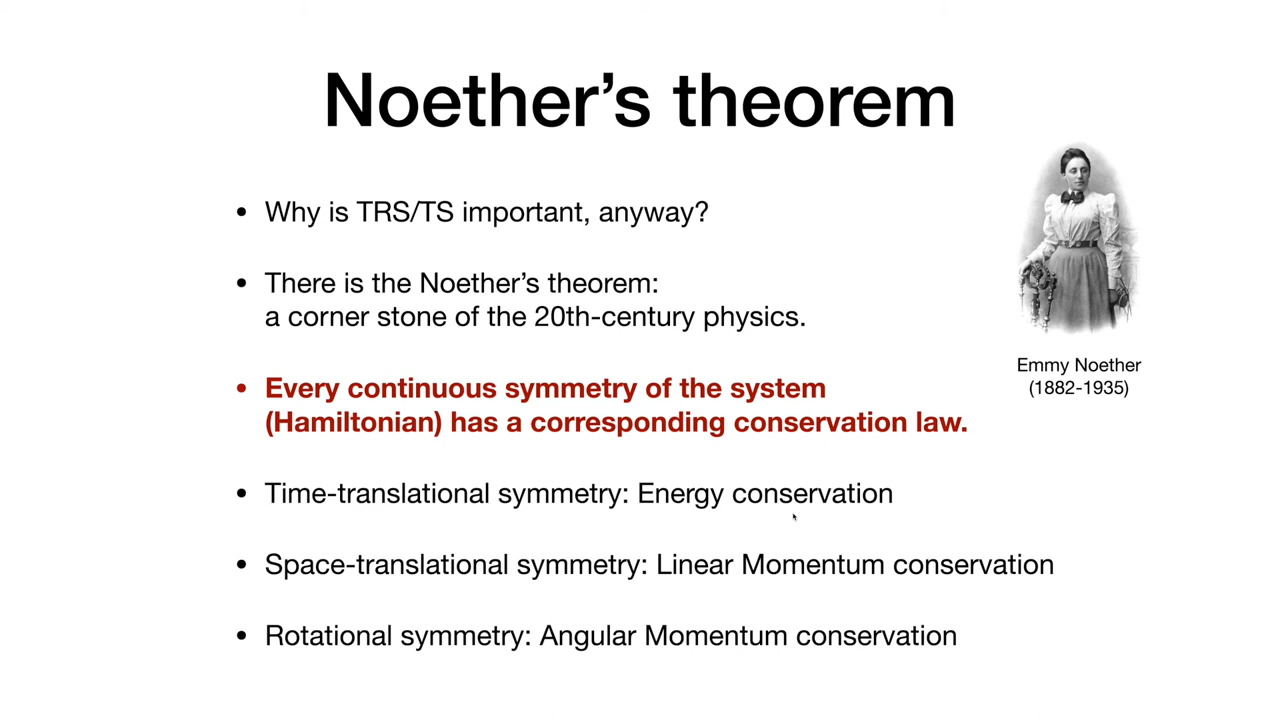 Noether’s theorem
• Why is TRS/TS important, anyway?
• There is the Noether’s theorem:
a corner stone of the 20th-century physics.
• Every continuous symmetry of the system
(Hamiltonian) has a corresponding conservation law.
• Time-translational symmetry: Energy conservation
• Space-translational symmetry: Linear Momentum conservation
• Rotational symmetry: Angular Momentum conservation
Emmy Noether
(1882-1935)